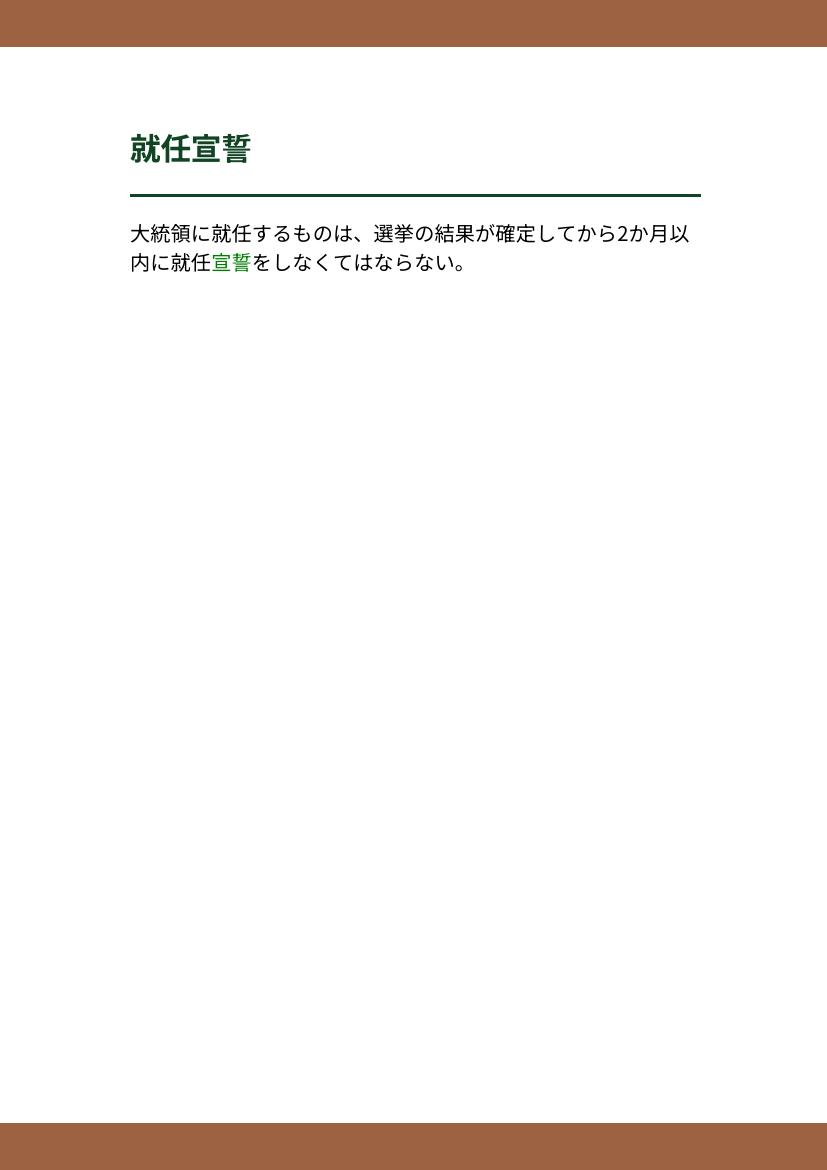 就任宣誓
大統領に就任するものは、選挙の結果が確定してから2か月以
内に就任宣誓をしなくてはならない。